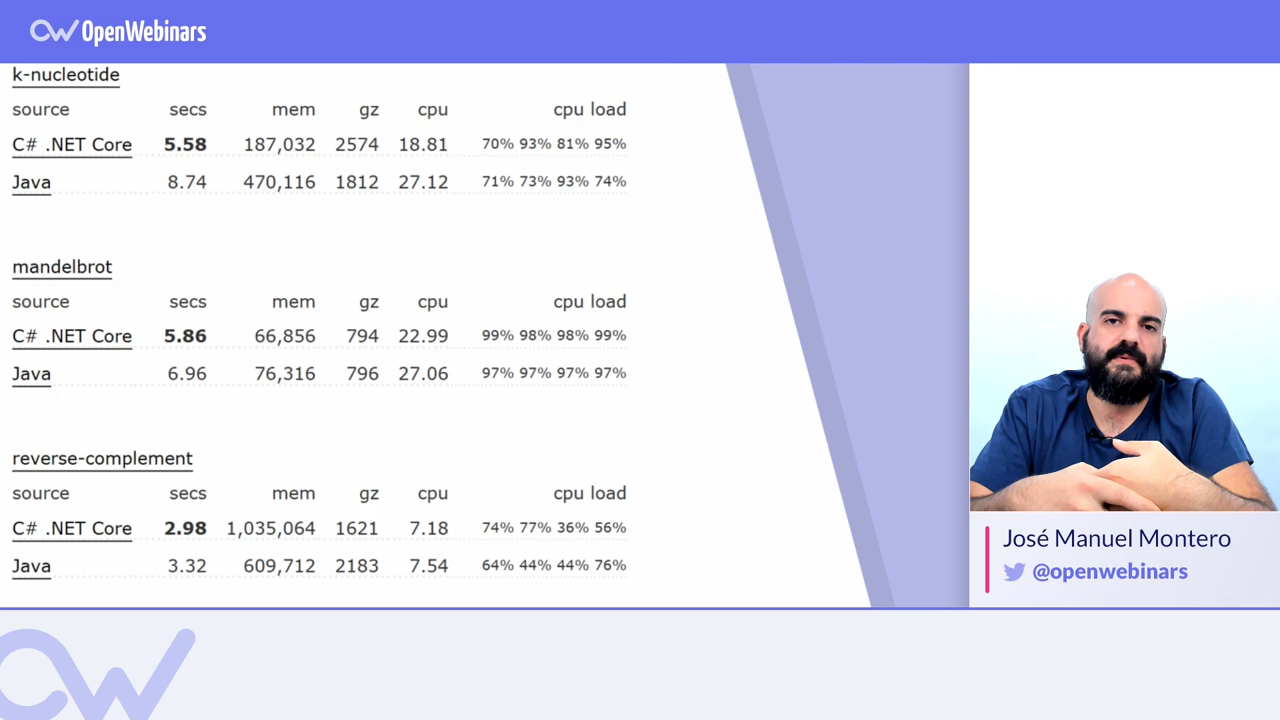 OpenWebinars
k-nucleotide
source secs mem gz cpu cpu load
C# .NET Core 5.58 187,032 2574 18.81 70% 93% 81% 95%
Java 8.74 470,116 1812 27.12 71% 73% 93% 74%
mandelbrot
source secs mem gz cpu cpu load
C# .NET Core 5.86 66,856 794 22.99 99% 98% 98% 99%
Java 6.96 76,316 796 27.06 97% 97% 97% 97%
reverse-complement
source secs mem gz cpu cpu load
C# .NET Core 2.98 1,035,064 1621 7.18 74% 77% 36% 56%
Java 3.32 609,712 2183 7.54 64% 44% 44% 76%
José Manuel Montero
@openwebinars